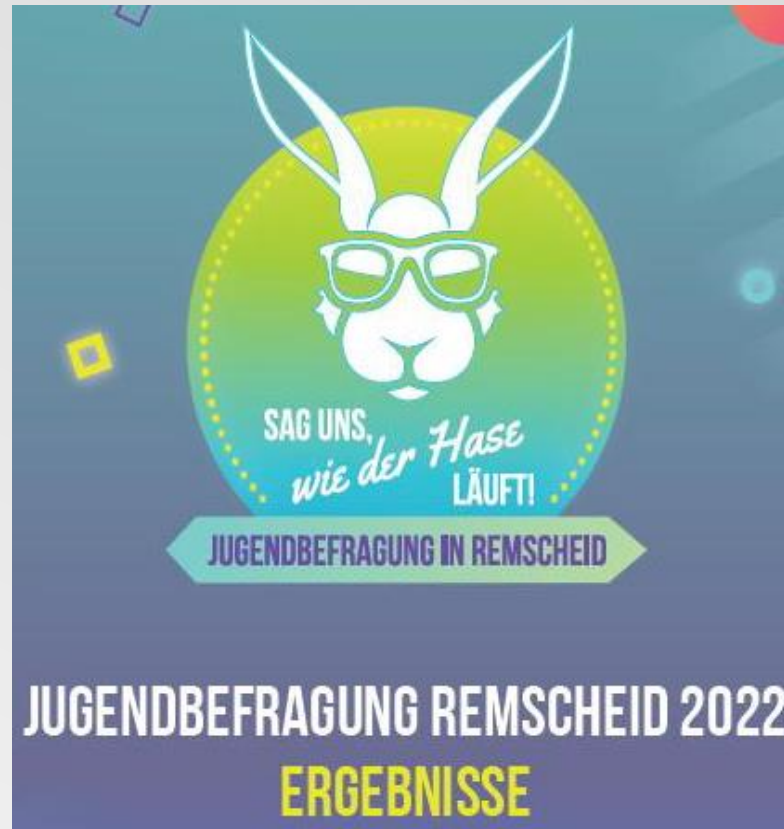 SAG UNS,
wie der Hase
LÄUFT!
JUGENDBEFRAGUNG IN REMSCHEID
JUGENDBEFRAGUNG REMSCHEID 2022
ERGEBNISSE